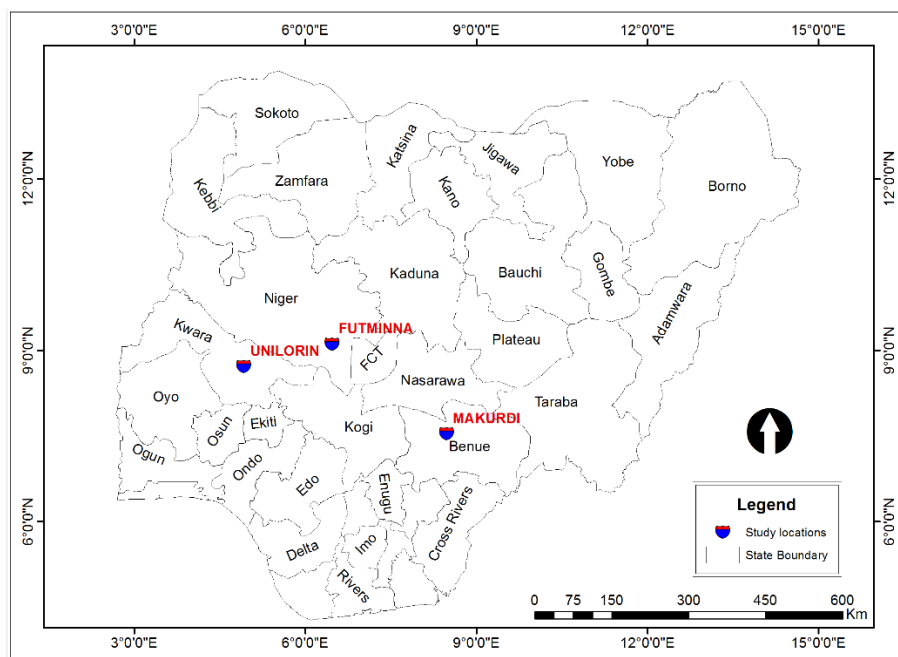 3°0'0"E 6°0'0"E 9°0'0"E 12°0'0"E 15°0'0"E
12°0'0"N
9°0'0"N
6°0'0"N
Sokoto
Katsina
Jigawa
Yobe
Zamfara
Kano
Borno
Kebbi
Kaduna
Bauchi
Gombe
Niger
Adamwara
Kwara
FUTMINNA
Plateau
UNILORIN
FCT
Nasarawa
Oyo
Taraba
MAKURDI
Osun
Ekiti
Kogi
Benue
Ogun
Ondo
Edo
Enugu
Cross Rivers
Delta
Imo
Rivers
Legend
Study locations
State Boundary
0 75 150 300 450 600
Km
12°0'0"N
9°0'0"N
6°0'0"N
3°0'0"E 6°0'0"E 9°0'0"E 12°0'0"E 15°0'0"E